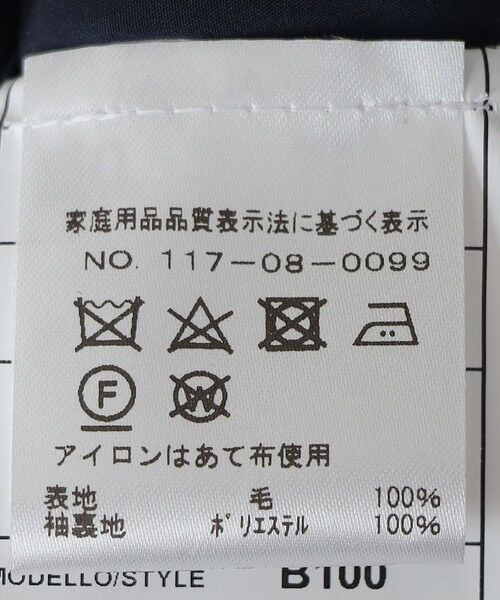 家庭用品品質表示法に基づく表示
NO. 117-08-0099
F
W
アイロンはあて布使用
表地 毛 100%
袖裏地 ポリエステル 100%
MODELLO/STYLE B100